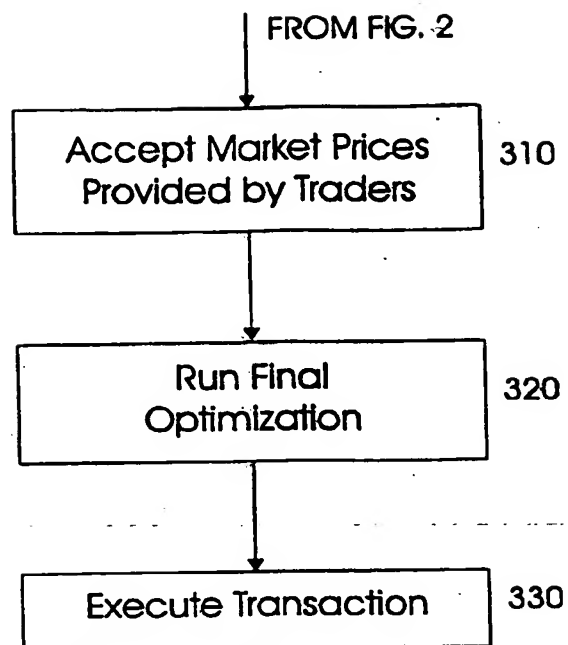 FROM FIG. 2
Accept Market Prices
Provided by Traders
310
Run Final
Optimization
320
Execute Transaction
330